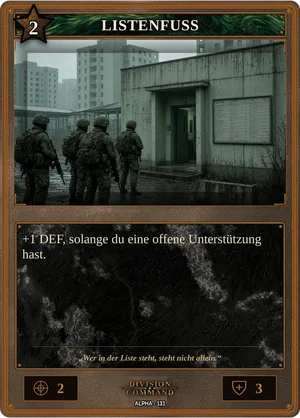 2
LISTENFUSS
+1 DEF, solange du eine offene Unterstützung
hast.
„Wer in der Liste steht, steht nicht allein.“
DIVISION
COMMAND
ALPHA - 131
2
3